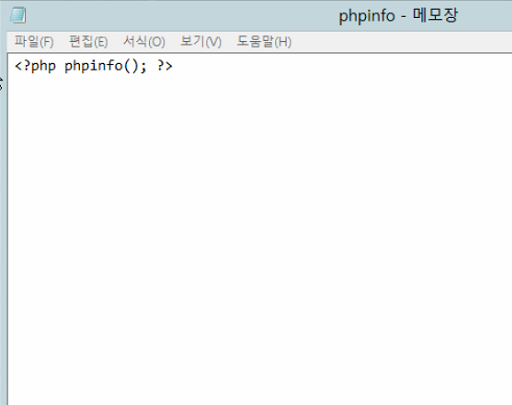 phpinfo - 메모장
파일(F) 편집(E) 서식(O) 보기(V) 도움말(H)
<?php phpinfo(); ?>